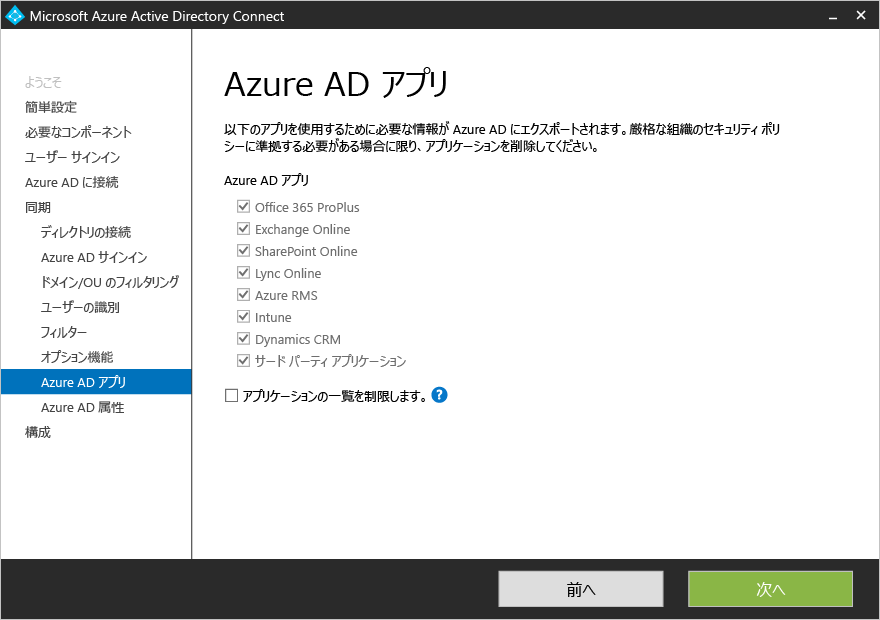 Microsoft Azure Active Directory Connect
ようこそ
簡単設定
必要なコンポーネント
ユーザー サインイン
Azure AD に接続
同期
ディレクトリの接続
Azure AD サインイン
ドメイン/OU のフィルタリング
ユーザーの識別
フィルター
オプション機能
Azure AD アプリ
Azure AD 属性
構成
Azure AD アプリ
以下のアプリを使用するために必要な情報が Azure AD にエクスポートされます。厳格な組織のセキュリティ ポリ
シーに準拠する必要がある場合に限り、アプリケーションを削除してください。
Azure AD アプリ
Office 365 ProPlus
Exchange Online
SharePoint Online
Lync Online
Azure RMS
Intune
Dynamics CRM
サード パーティ アプリケーション
アプリケーションの一覧を制限します。 ?
前へ
次へ